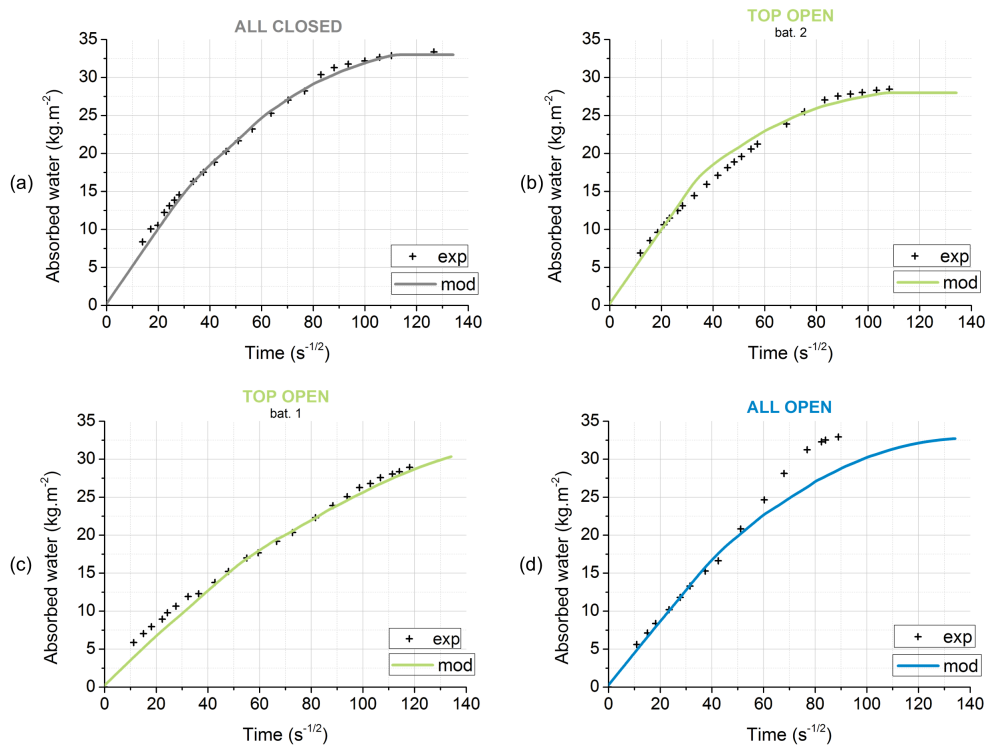 ALL CLOSED
35
30
25
20
15
10
5
0
Absorbed water (kg.m-2)
(a)
exp
mod
0 20 40 60 80 100 120 140
Time (s-1/2)
TOP OPEN
bat. 2
35
30
25
20
15
10
5
0
Absorbed water (kg.m-2)
(b)
exp
mod
0 20 40 60 80 100 120 140
Time (s-1/2)
TOP OPEN
bat. 1
35
30
25
20
15
10
5
0
Absorbed water (kg.m-2)
(c)
exp
mod
0 20 40 60 80 100 120 140
Time (s-1/2)
ALL OPEN
35
30
25
20
15
10
5
0
Absorbed water (kg.m-2)
(d)
exp
mod
0 20 40 60 80 100 120 140
Time (s-1/2)